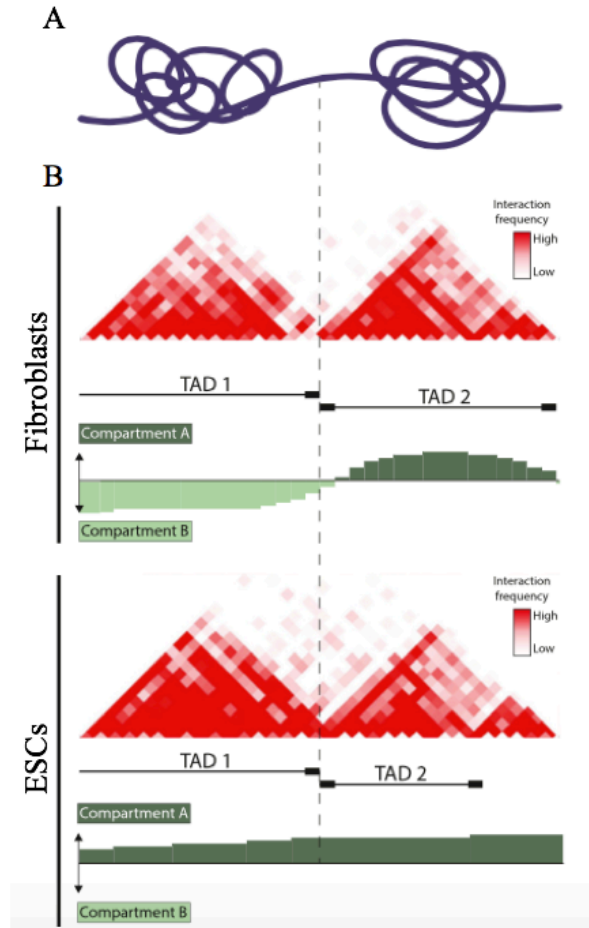 A
B
Fibroblasts
Interaction
frequency
High
Low
TAD 1
TAD 2
Compartment A
Compartment B
ESCs
Interaction
frequency
High
Low
TAD 1
TAD 2
Compartment A
Compartment B